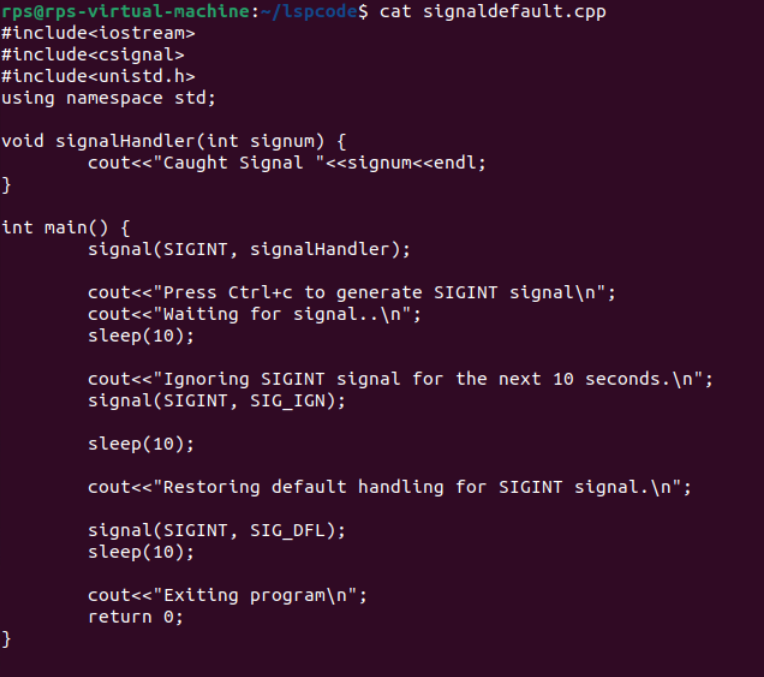 rps@rps-virtual-machine:~/lspcode$ cat signaldefault.cpp
#include<iostream>
#include<csignal>
#include<unistd.h>
using namespace std;

void signalHandler(int signum) {
        cout<<"Caught Signal "<<signum<<endl;
}

int main() {
        signal(SIGINT, signalHandler);

        cout<<"Press Ctrl+c to generate SIGINT signal\n";
        cout<<"Waiting for signal..\n";
        sleep(10);

        cout<<"Ignoring SIGINT signal for the next 10 seconds.\n";
        signal(SIGINT, SIG_IGN);

        sleep(10);

        cout<<"Restoring default handling for SIGINT signal.\n";

        signal(SIGINT, SIG_DFL);
        sleep(10);

        cout<<"Exiting program\n";
        return 0;
}